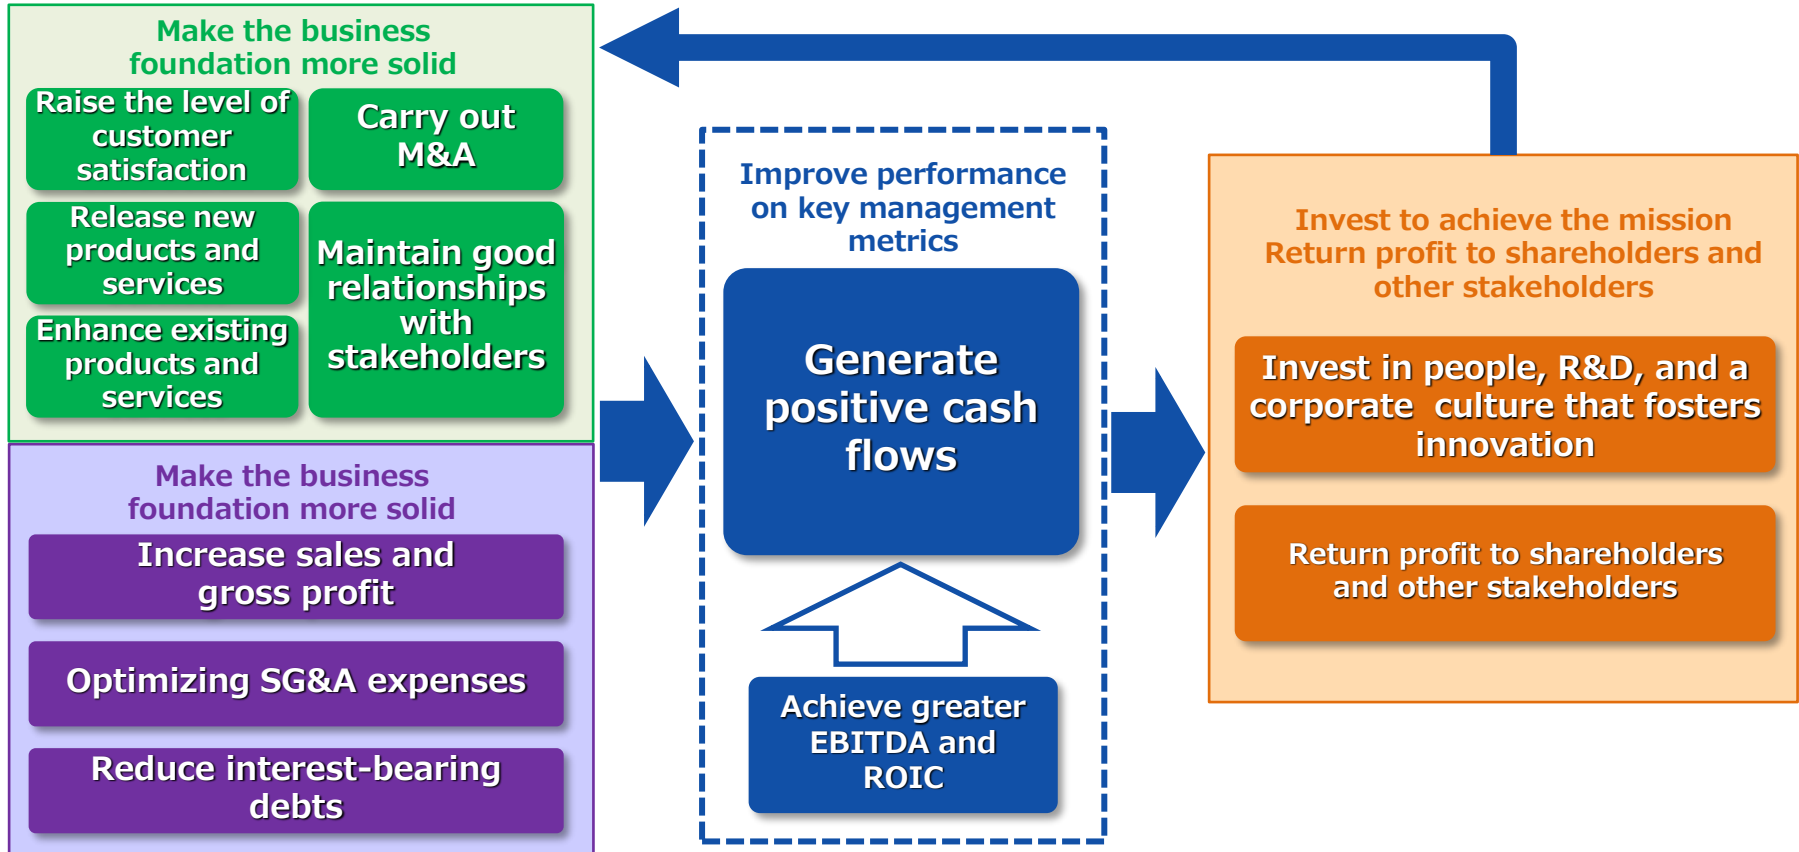 Make the business
foundation more solid
Raise the level of
customer
satisfaction
Carry out
M&A
Release new
products and
services
Maintain good
relationships
with
stakeholders
Enhance existing
products and
services
Make the business
foundation more solid
Increase sales and
gross profit
Optimizing SG&A expenses
Reduce interest-bearing
debts
Improve performance
on key management
metrics
Generate
positive cash
flows
Achieve greater
EBITDA and
ROIC
Invest to achieve the mission
Return profit to shareholders and
other stakeholders
Invest in people, R&D, and a
corporate culture that fosters
innovation
Return profit to shareholders
and other stakeholders